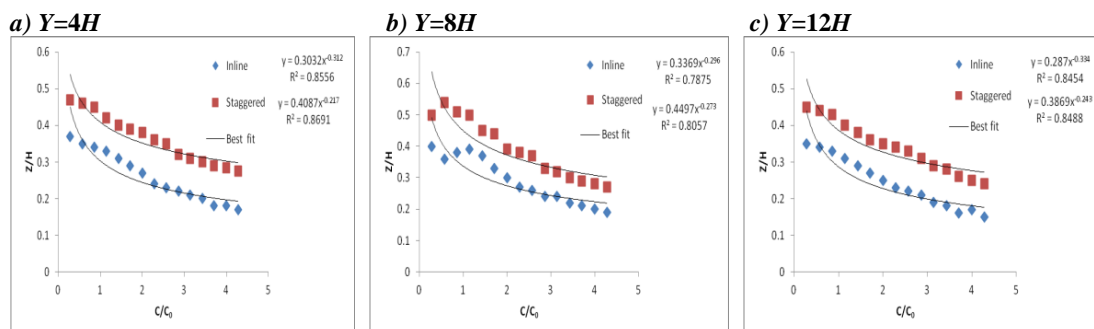 a) Y=4H
0.6
0.5
0.4
0.3
0.2
0.1
0
z/H
0 1 2 3 4 5
C/C₀
Inline
Staggered
Best fit
y = 0.3032x^-0.312
R² = 0.8556
y = 0.4087x^-0.217
R² = 0.8691
b) Y=8H
0.7
0.6
0.5
0.4
0.3
0.2
0.1
0
z/H
0 1 2 3 4 5
C/C₀
Inline
Staggered
Best fit
y = 0.3369x^-0.296
R² = 0.7875
y = 0.4497x^-0.273
R² = 0.8057
c) Y=12H
0.6
0.5
0.4
0.3
0.2
0.1
0
z/H
0 1 2 3 4 5
C/C₀
Inline
Staggered
Best fit
y = 0.287x^-0.334
R² = 0.8454
y = 0.3869x^-0.243
R² = 0.8488